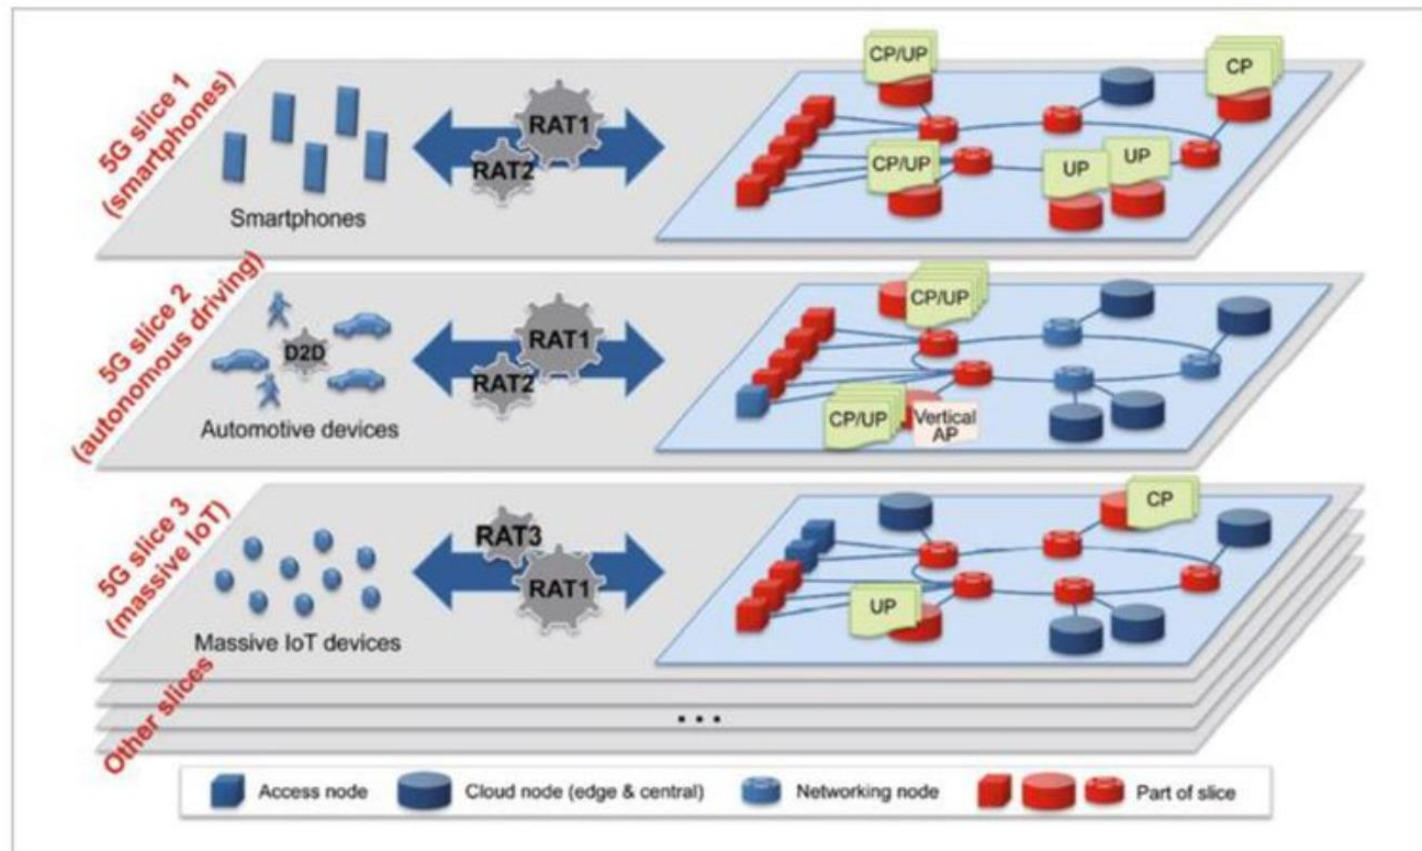 5G slice 1
(smartphones)
Smartphones
RAT1
RAT2
CP/UP
CP
CP/UP
UP
UP
5G slice 2
(autonomous driving)
D2D
Automotive devices
RAT1
RAT2
CP/UP
CP/UP
Vertical
AP
5G slice 3
(massive IoT)
Massive IoT devices
RAT3
RAT1
CP
UP
Other slices
...
Access node
Cloud node (edge & central)
Networking node
Part of slice